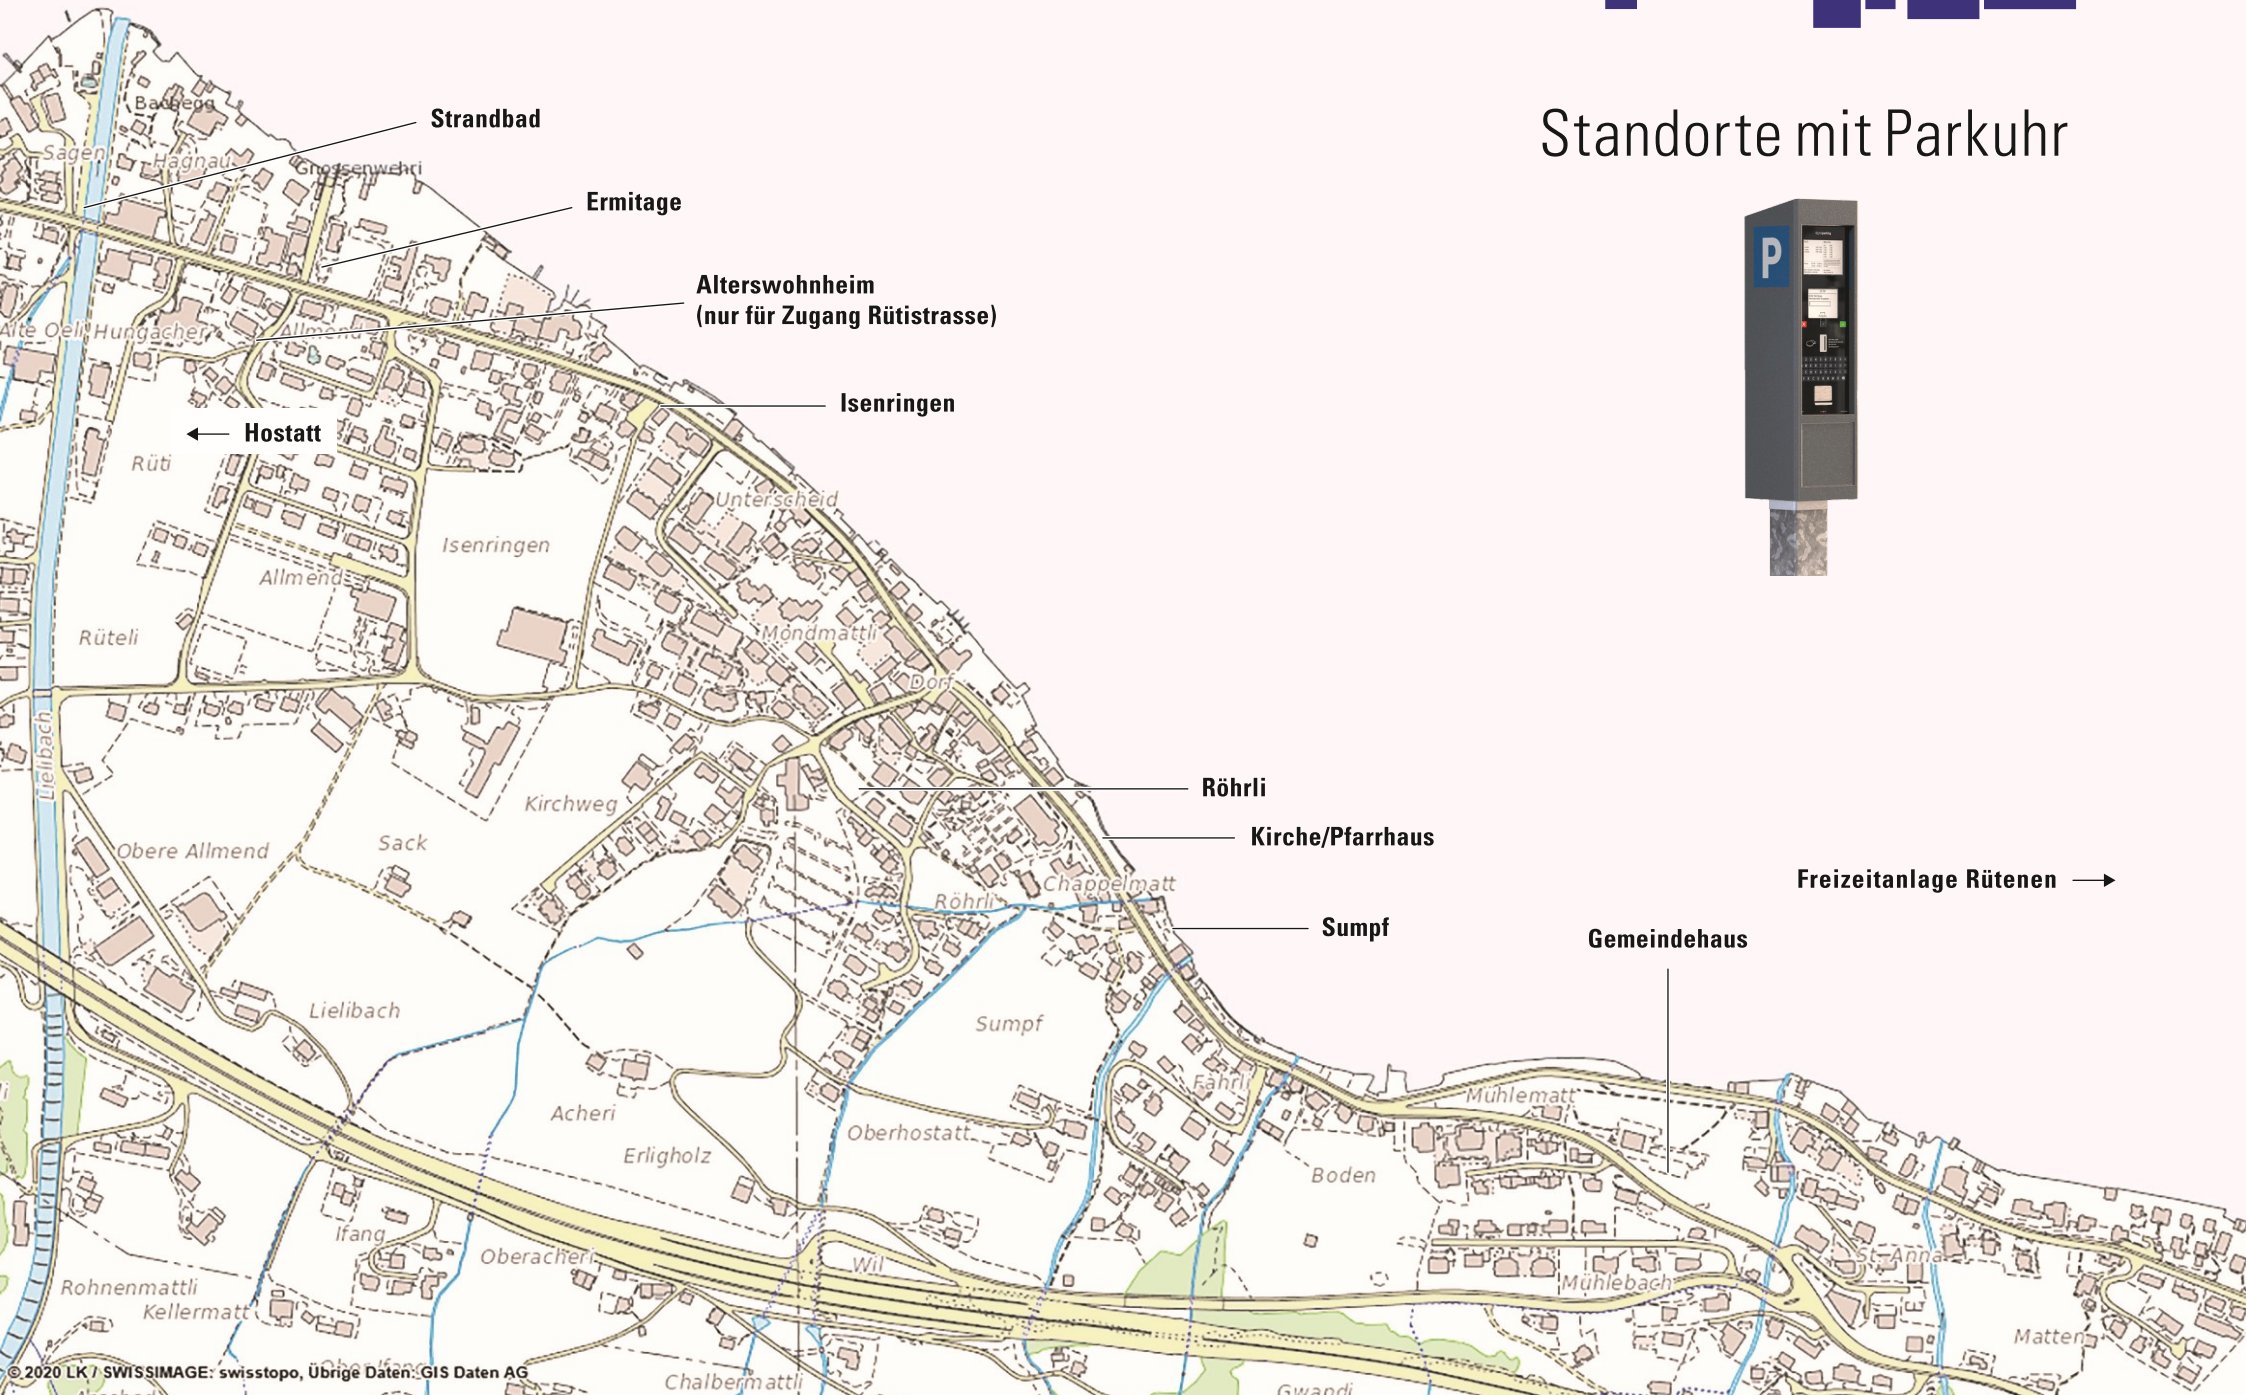 Standorte mit Parkuhr
P
Strandbad
Ermitage
Alterswohnheim
(nur für Zugang Rütistrasse)
Isenringen
Hostatt
Röhrli
Kirche/Pfarrhaus
Sumpf
Freizeitanlage Rütenen
Gemeindehaus
Bachegg
Sagen
Hagnau
Gnossenwehri
Alte Oeli
Hungacher
Allmend
Rüti
Unterscheid
Isenringen
Allmend
Rüteli
Mondmattli
Dorf
Lielibach
Kirchweg
Obere Allmend
Sack
Chappelmatt
Röhrli
Lielibach
Sumpf
Fahrli
Mühlematt
Acheri
Oberhostatt
Erligholz
Boden
Ifang
Oberacheri
Wil
St. Anna
Rohnenmattli
Mühlebach
Kellermatt
Matten
© 2020 LK / SWISSIMAGE: swisstopo, Übrige Daten: GIS Daten AG
Chalbermattli
Gwandi